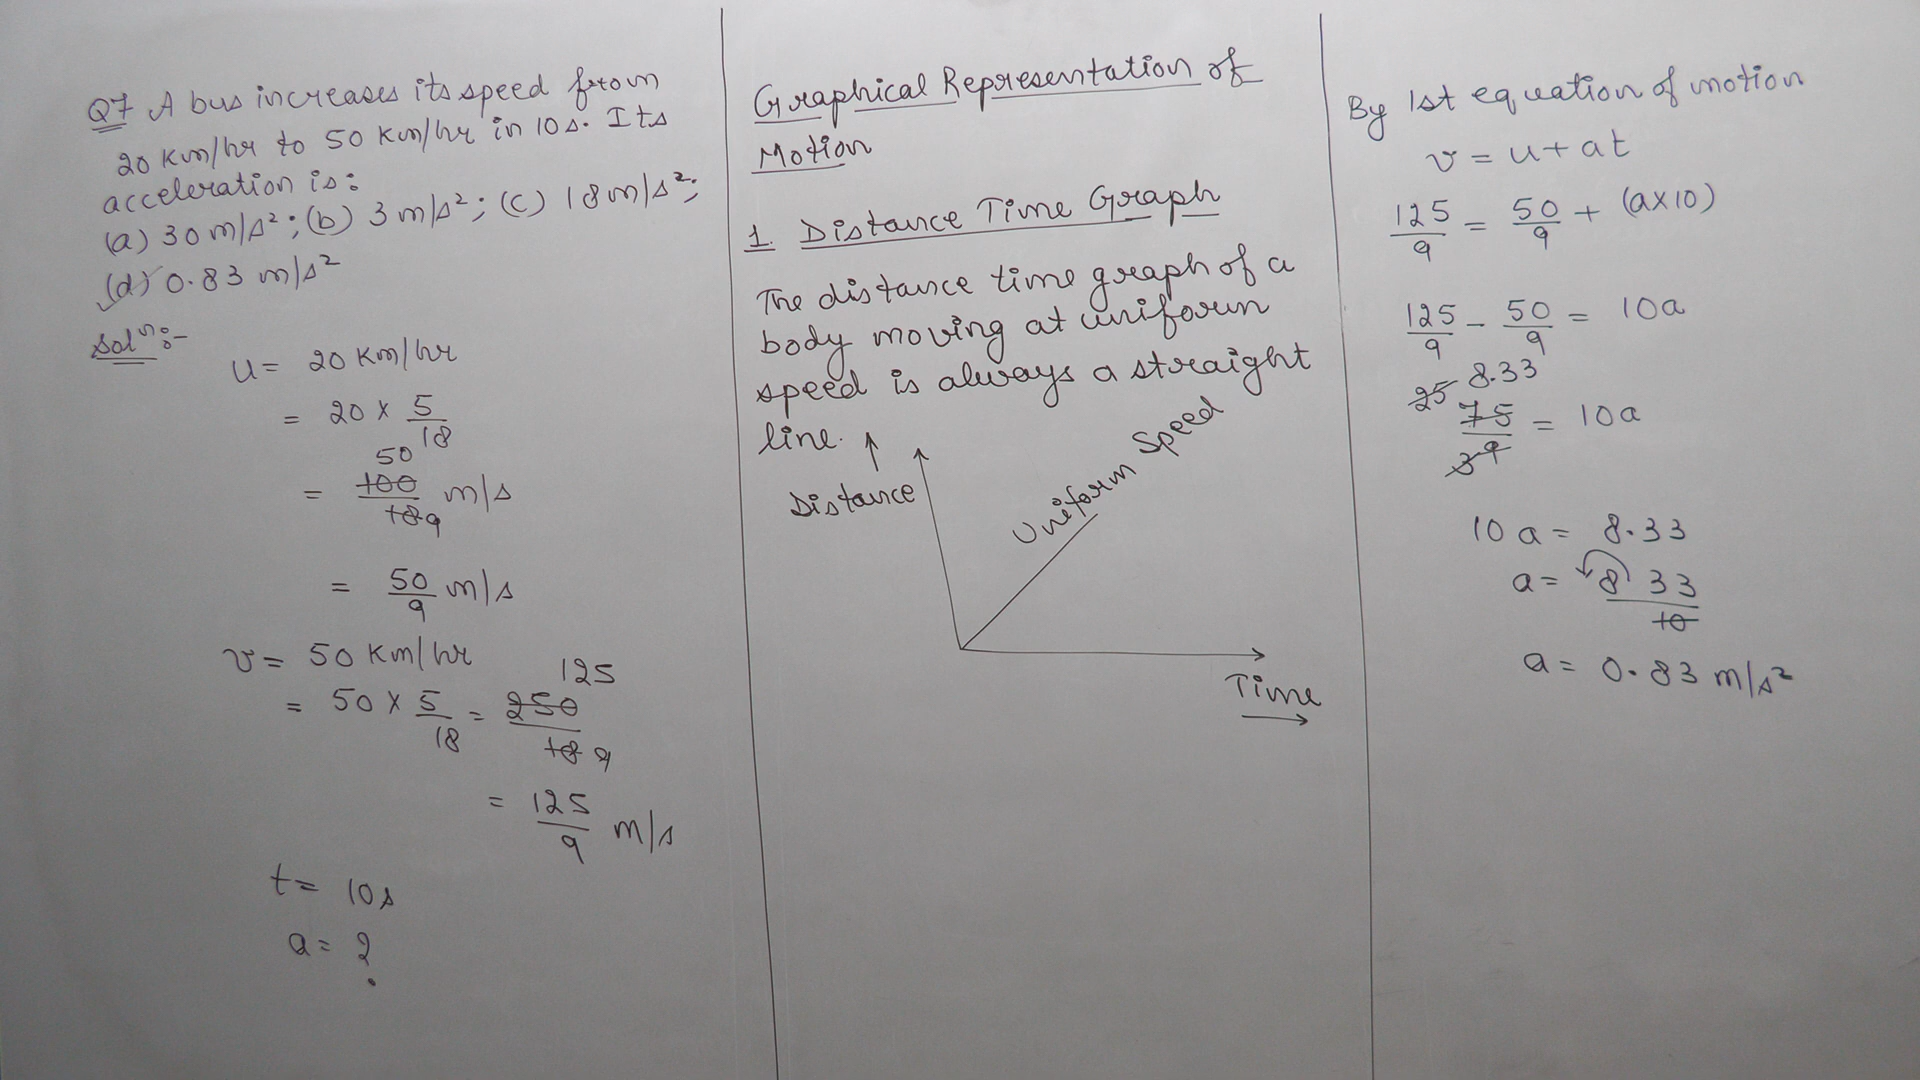 Q7 A bus increases its speed from
20 Km/hr to 50 Km/hr in 10s. Its
acceleration is:
(a) 30 m/s²; (b) 3 m/s²; (c) 18 m/s²;
(d) 0.83 m/s²
Solⁿ:-
u = 20 Km/hr
= 20 × 5/18
50
= 100/18 9 m/s
= 50/9 m/s
v = 50 Km/hr
125
= 50 × 5/18 = 250/18 9
= 125/9 m/s
t = 10s
a = ?
Graphical Representation of
Motion
1. Distance Time Graph
The distance time graph of a
body moving at uniform
speed is always a straight
line.
Distance
Uniform Speed
Time
By 1st equation of motion
v = u + at
125/9 = 50/9 + (a×10)
125/9 - 50/9 = 10a
25 8.33
75/9 = 10a
3
10 a = 8.33
a = 8 33/10
a = 0.83 m/s²